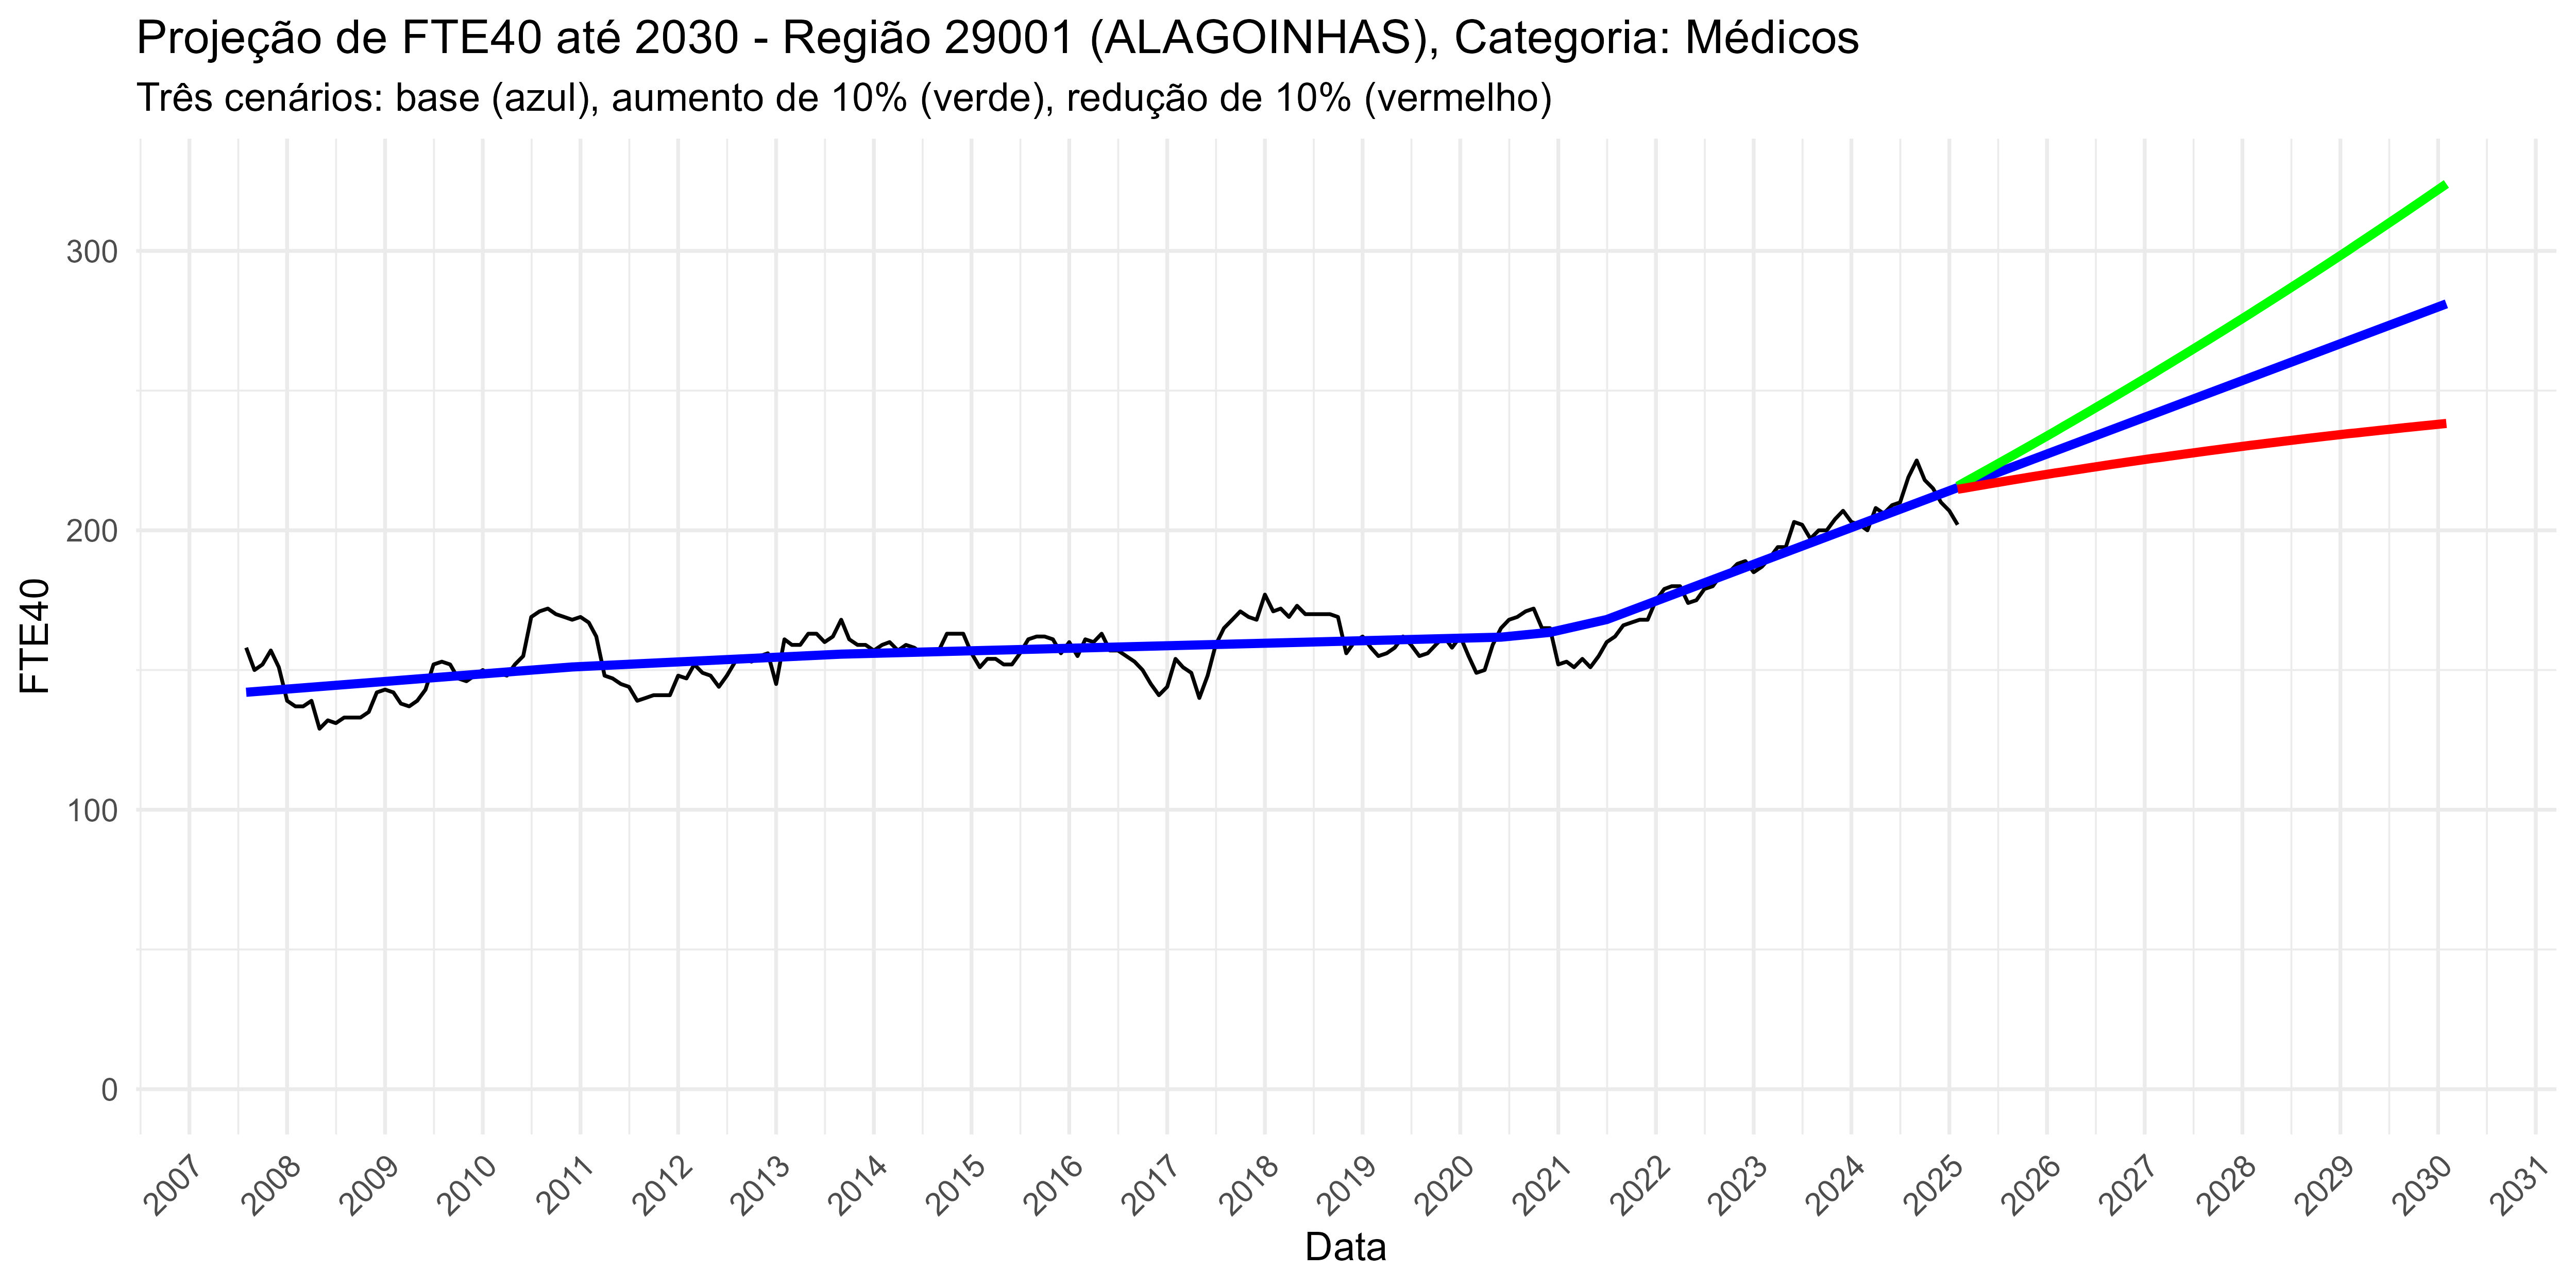 Projeção de FTE40 até 2030 - Região 29001 (ALAGOINHAS), Categoria: Médicos
Três cenários: base (azul), aumento de 10% (verde), redução de 10% (vermelho)
300
200
100
0
FTE40
2007 2008 2009 2010 2011 2012 2013 2014 2015 2016 2017 2018 2019 2020 2021 2022 2023 2024 2025 2026 2027 2028 2029 2030 2031
Data